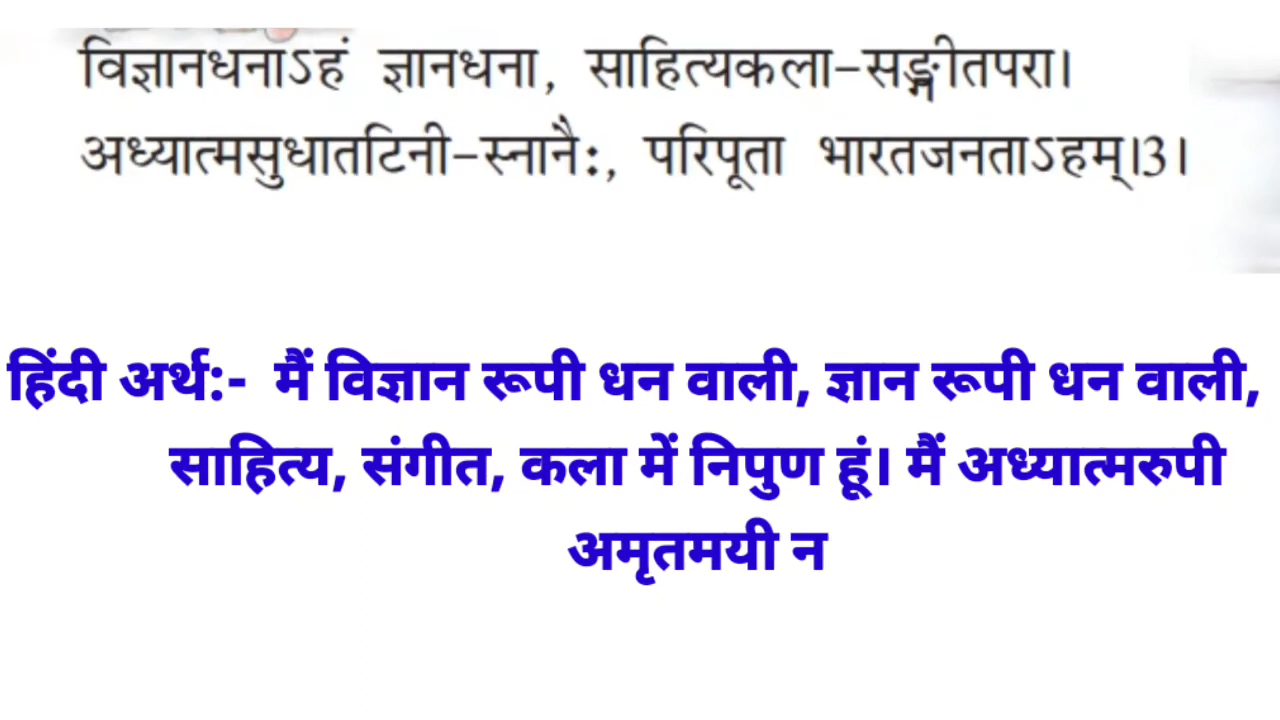 विज्ञानधनाऽहं ज्ञानधना, साहित्यकला-सङ्गीतपरा।
अध्यात्मसुधातटिनी-स्नानैः, परिपूता भारतजनताऽहम्।3।
हिंदी अर्थ:- मैं विज्ञान रूपी धन वाली, ज्ञान रूपी धन वाली,
साहित्य, संगीत, कला में निपुण हूं। मैं अध्यात्मरुपी
अमृतमयी न